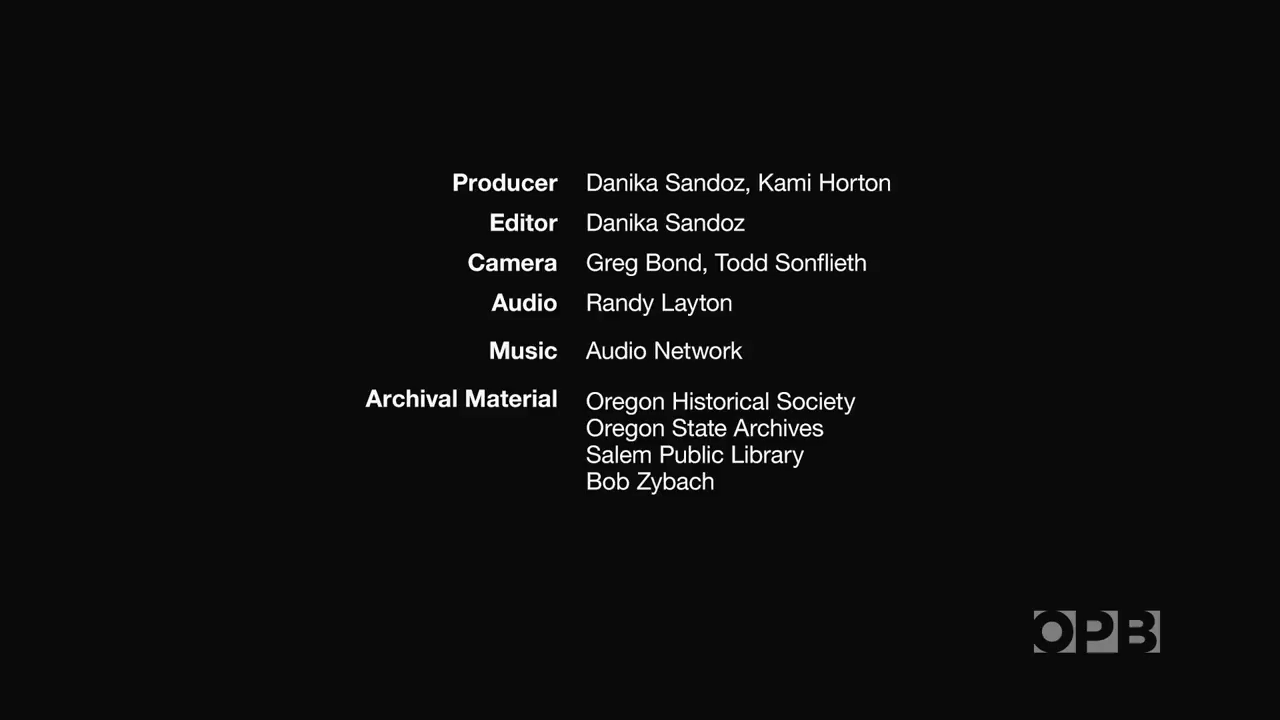 Producer Danika Sandoz, Kami Horton
Editor Danika Sandoz
Camera Greg Bond, Todd Sonflieth
Audio Randy Layton
Music Audio Network
Archival Material Oregon Historical Society
Oregon State Archives
Salem Public Library
Bob Zybach
OPB